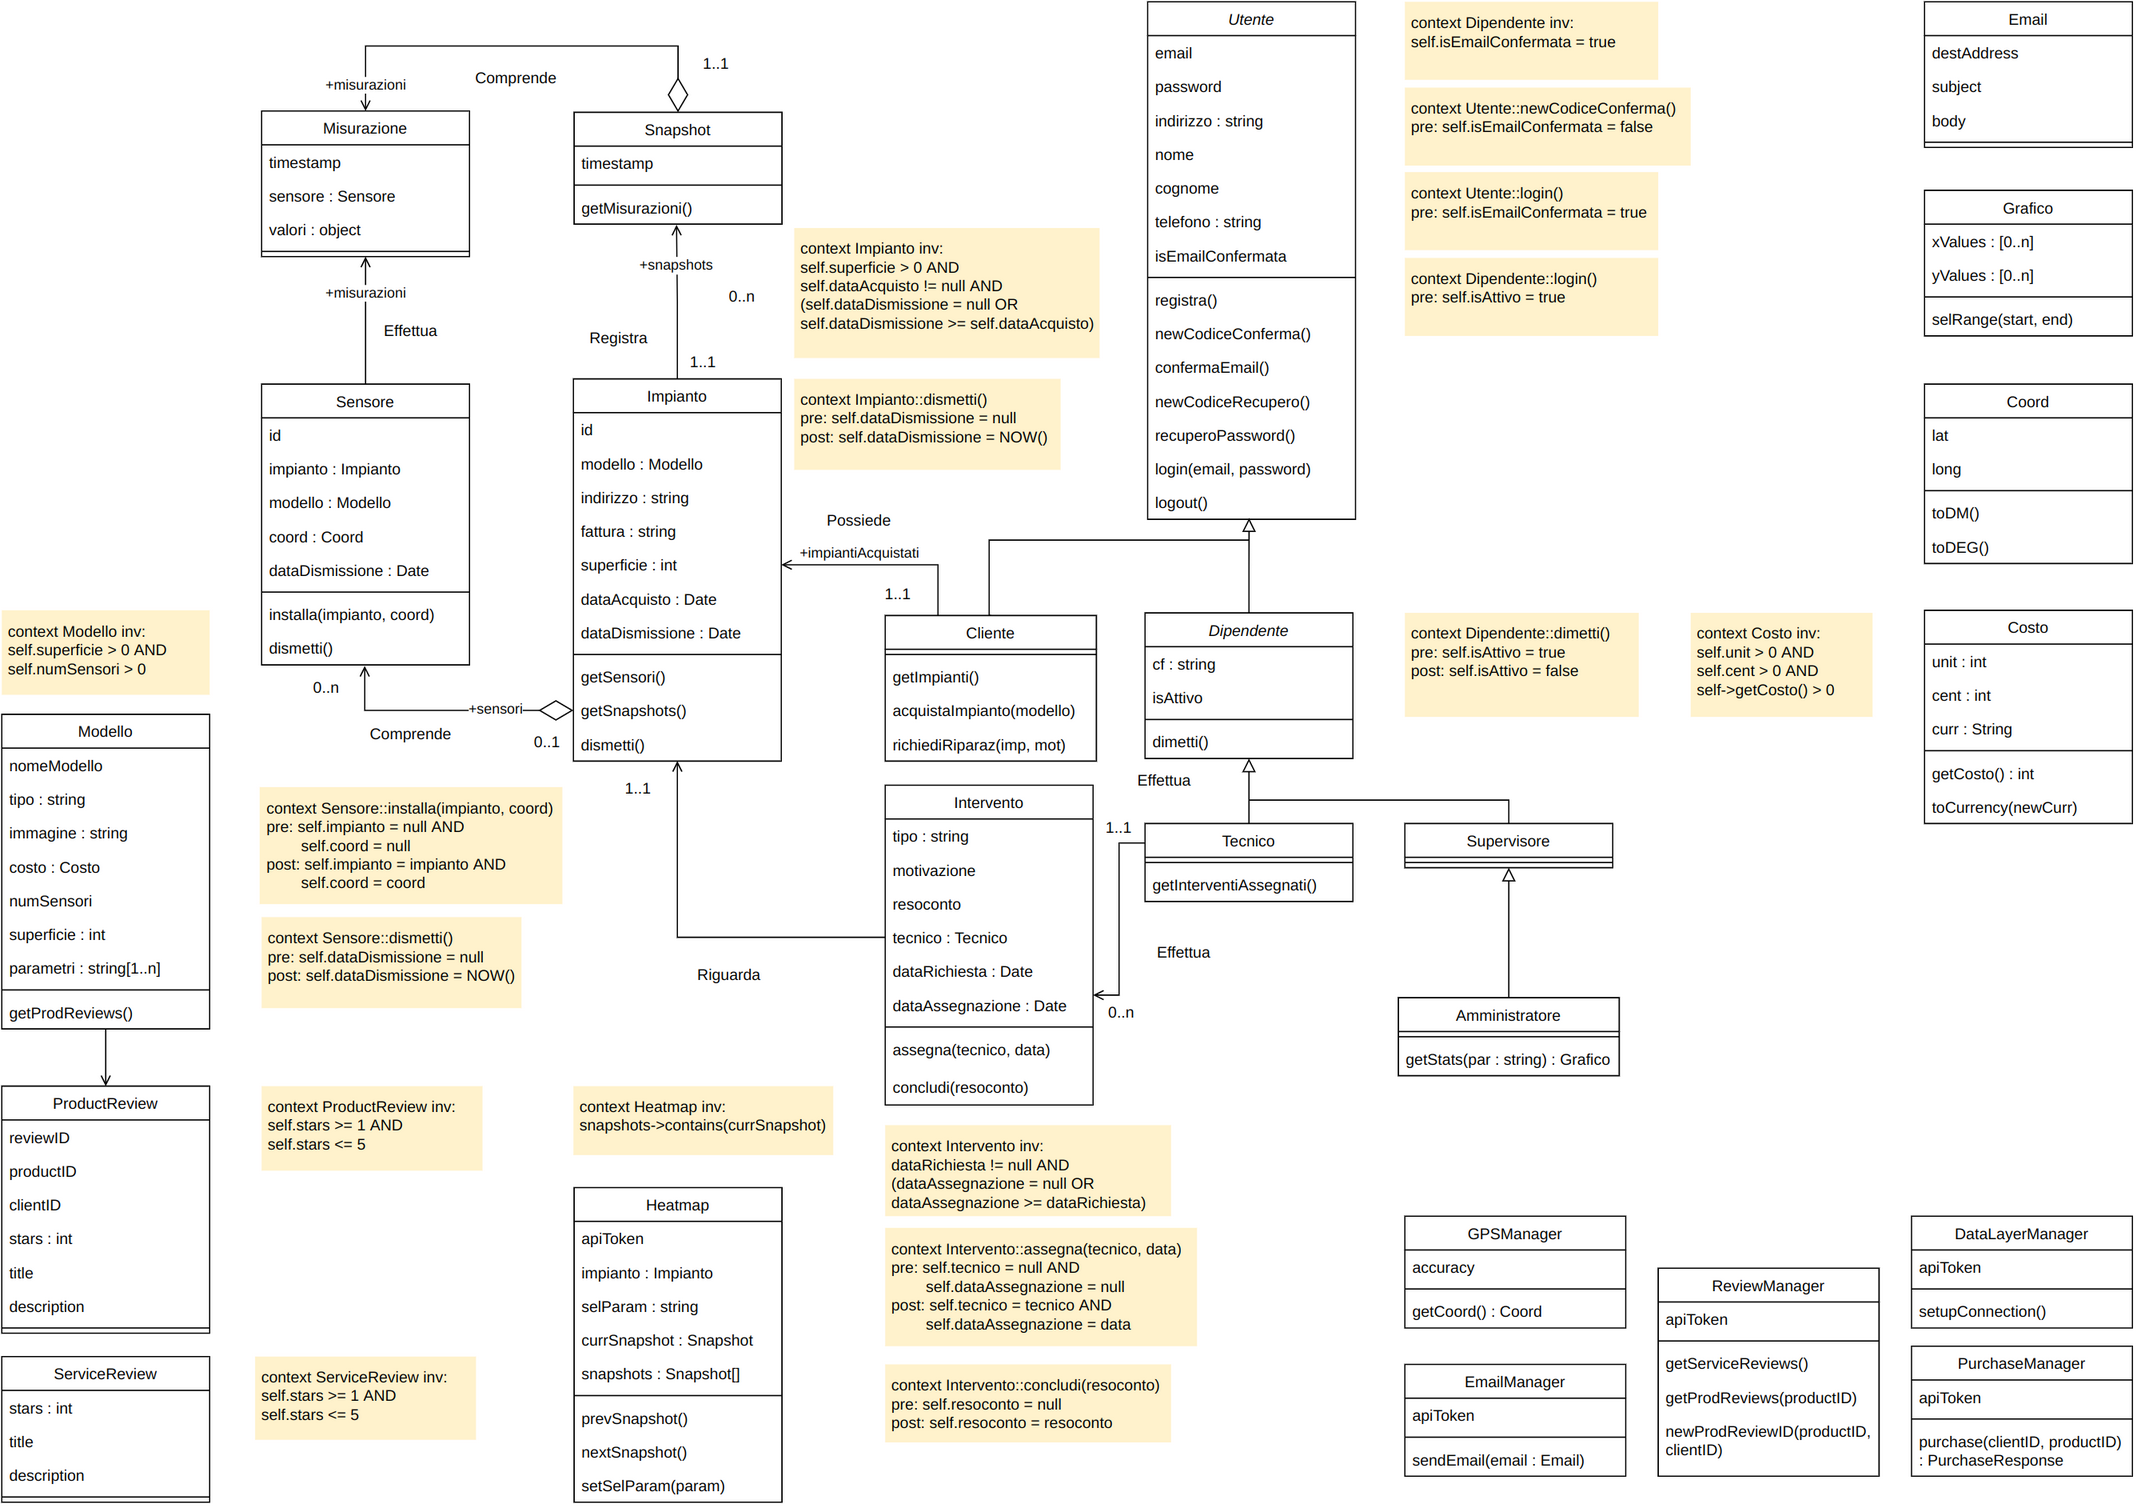 Comprende
1..1
+misurazioni
Misurazione
timestamp
sensore : Sensore
valori : object
Snapshot
timestamp
getMisurazioni()
+misurazioni
Effettua
+snapshots
0..n
Registra
1..1
context Impianto inv:
self.superficie > 0 AND
self.dataAcquisto != null AND
(self.dataDismissione = null OR
self.dataDismissione >= self.dataAcquisto)
context Impianto::dismetti()
pre: self.dataDismissione = null
post: self.dataDismissione = NOW()
Sensore
id
impianto : Impianto
modello : Modello
coord : Coord
dataDismissione : Date
installa(impianto, coord)
dismetti()
Impianto
id
modello : Modello
indirizzo : string
fattura : string
superficie : int
dataAcquisto : Date
dataDismissione : Date
getSensori()
getSnapshots()
dismetti()
0..n
+sensori
Comprende
0..1
1..1
Possiede
+impiantiAcquistati
1..1
Utente
email
password
indirizzo : string
nome
cognome
telefono : string
isEmailConfermata
registra()
newCodiceConferma()
confermaEmail()
newCodiceRecupero()
recuperoPassword()
login(email, password)
logout()
context Dipendente inv:
self.isEmailConfermata = true
context Utente::newCodiceConferma()
pre: self.isEmailConfermata = false
context Utente::login()
pre: self.isEmailConfermata = true
context Dipendente::login()
pre: self.isAttivo = true
Email
destAddress
subject
body
Grafico
xValues : [0..n]
yValues : [0..n]
selRange(start, end)
Coord
lat
long
toDM()
toDEG()
Cliente
getImpianti()
acquistaImpianto(modello)
richiediRiparaz(imp, mot)
Dipendente
cf : string
isAttivo
dimetti()
context Dipendente::dimetti()
pre: self.isAttivo = true
post: self.isAttivo = false
context Costo inv:
self.unit > 0 AND
self.cent > 0 AND
self->getCosto() > 0
Costo
unit : int
cent : int
curr : String
getCosto() : int
toCurrency(newCurr)
context Modello inv:
self.superficie > 0 AND
self.numSensori > 0
Modello
nomeModello
tipo : string
immagine : string
costo : Costo
numSensori
superficie : int
parametri : string[1..n]
getProdReviews()
context Sensore::installa(impianto, coord)
pre: self.impianto = null AND
self.coord = null
post: self.impianto = impianto AND
self.coord = coord
context Sensore::dismetti()
pre: self.dataDismissione = null
post: self.dataDismissione = NOW()
Riguarda
Intervento
tipo : string
motivazione
resoconto
tecnico : Tecnico
dataRichiesta : Date
dataAssegnazione : Date
assegna(tecnico, data)
concludi(resoconto)
Effettua
1..1
Tecnico
getInterventiAssegnati()
Effettua
0..n
Supervisore
Amministratore
getStats(par : string) : Grafico
ProductReview
reviewID
productID
clientID
stars : int
title
description
context ProductReview inv:
self.stars >= 1 AND
self.stars <= 5
ServiceReview
stars : int
title
description
context ServiceReview inv:
self.stars >= 1 AND
self.stars <= 5
context Heatmap inv:
snapshots->contains(currSnapshot)
Heatmap
apiToken
impianto : Impianto
selParam : string
currSnapshot : Snapshot
snapshots : Snapshot[]
prevSnapshot()
nextSnapshot()
setSelParam(param)
context Intervento inv:
dataRichiesta != null AND
(dataAssegnazione = null OR
dataAssegnazione >= dataRichiesta)
context Intervento::assegna(tecnico, data)
pre: self.tecnico = null AND
self.dataAssegnazione = null
post: self.tecnico = tecnico AND
self.dataAssegnazione = data
context Intervento::concludi(resoconto)
pre: self.resoconto = null
post: self.resoconto = resoconto
GPSManager
accuracy
getCoord() : Coord
EmailManager
apiToken
sendEmail(email : Email)
ReviewManager
apiToken
getServiceReviews()
getProdReviews(productID)
newProdReviewID(productID,
clientID)
DataLayerManager
apiToken
setupConnection()
PurchaseManager
apiToken
purchase(clientID, productID)
: PurchaseResponse